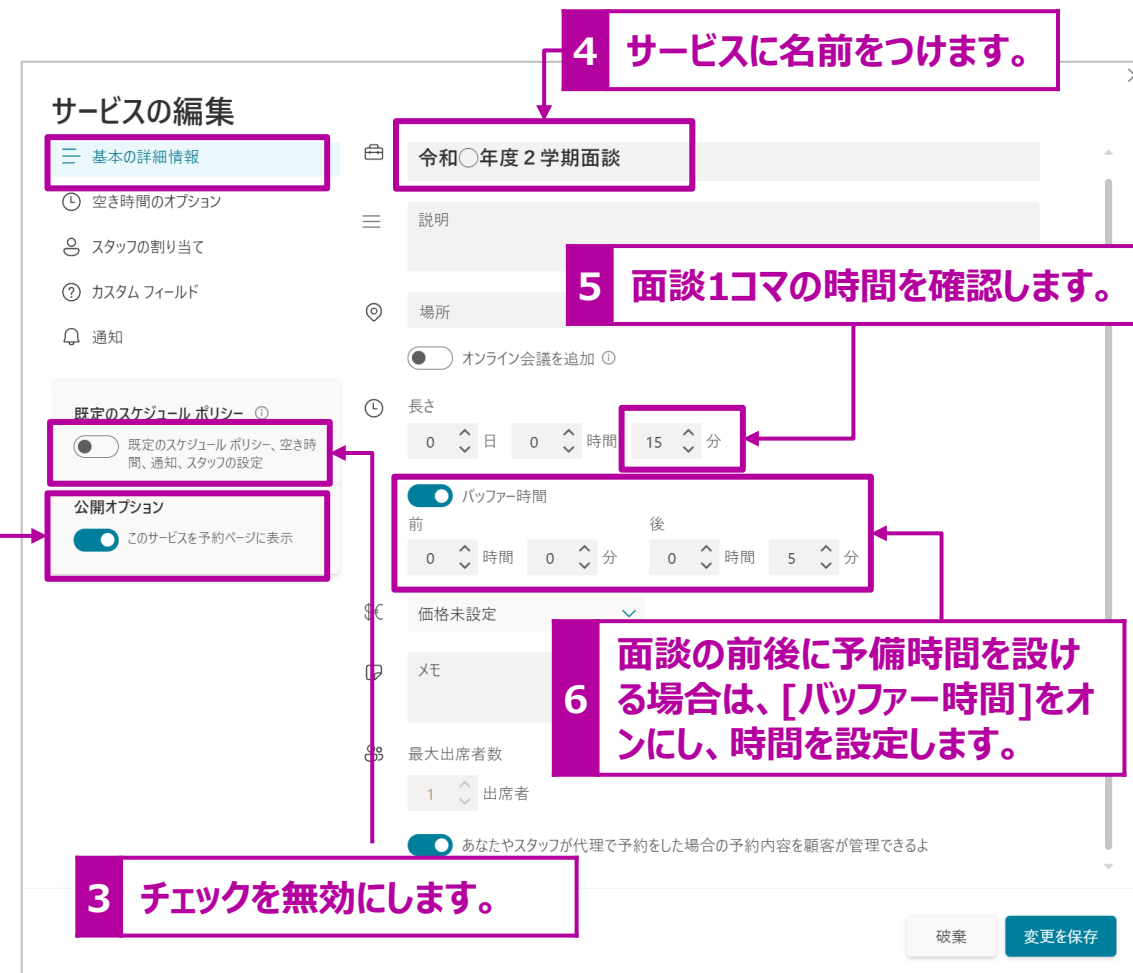 4 サービスに名前をつけます。
サービスの編集
基本の詳細情報
空き時間のオプション
スタッフの割り当て
カスタム フィールド
通知
既定のスケジュール ポリシー
既定のスケジュール ポリシー、空き時
間、通知、スタッフの設定
公開オプション
このサービスを予約ページに表示
令和〇年度２学期面談
説明
5 面談1コマの時間を確認します。
場所
オンライン会議を追加
長さ
0 日 0 時間 15 分
バッファー時間
前 後
0 時間 0 分 0 時間 5 分
$€ 価格未設定
6 面談の前後に予備時間を設け
る場合は、[バッファー時間]をオ
ンにし、時間を設定します。
メモ
最大出席者数
1 出席者
あなたやスタッフが代理で予約をした場合の予約内容を顧客が管理できるよ
3 チェックを無効にします。
破棄 変更を保存